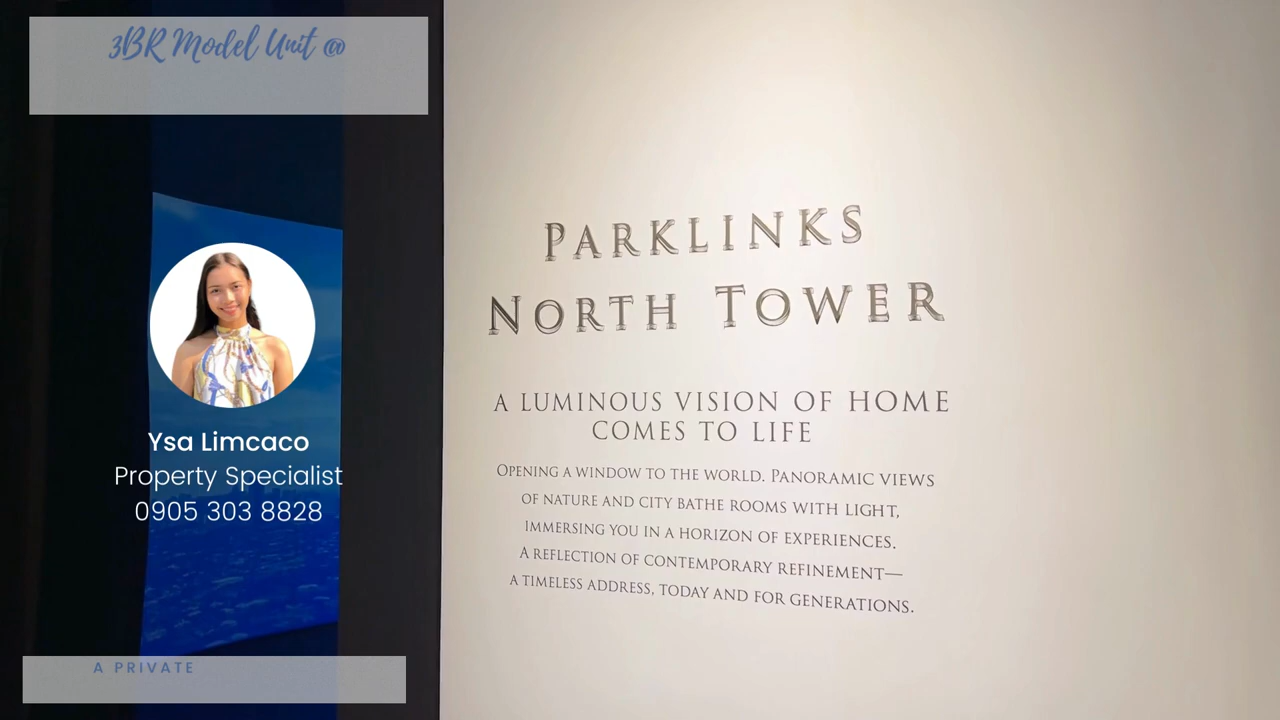 3BR Model Unit @
Ysa Limcaco
Property Specialist
0905 303 8828
A PRIVATE
PARKLINKS
NORTH TOWER
A LUMINOUS VISION OF HOME
COMES TO LIFE
OPENING A WINDOW TO THE WORLD. PANORAMIC VIEWS
OF NATURE AND CITY BATHE ROOMS WITH LIGHT,
IMMERSING YOU IN A HORIZON OF EXPERIENCES.
A REFLECTION OF CONTEMPORARY REFINEMENT—
A TIMELESS ADDRESS, TODAY AND FOR GENERATIONS.